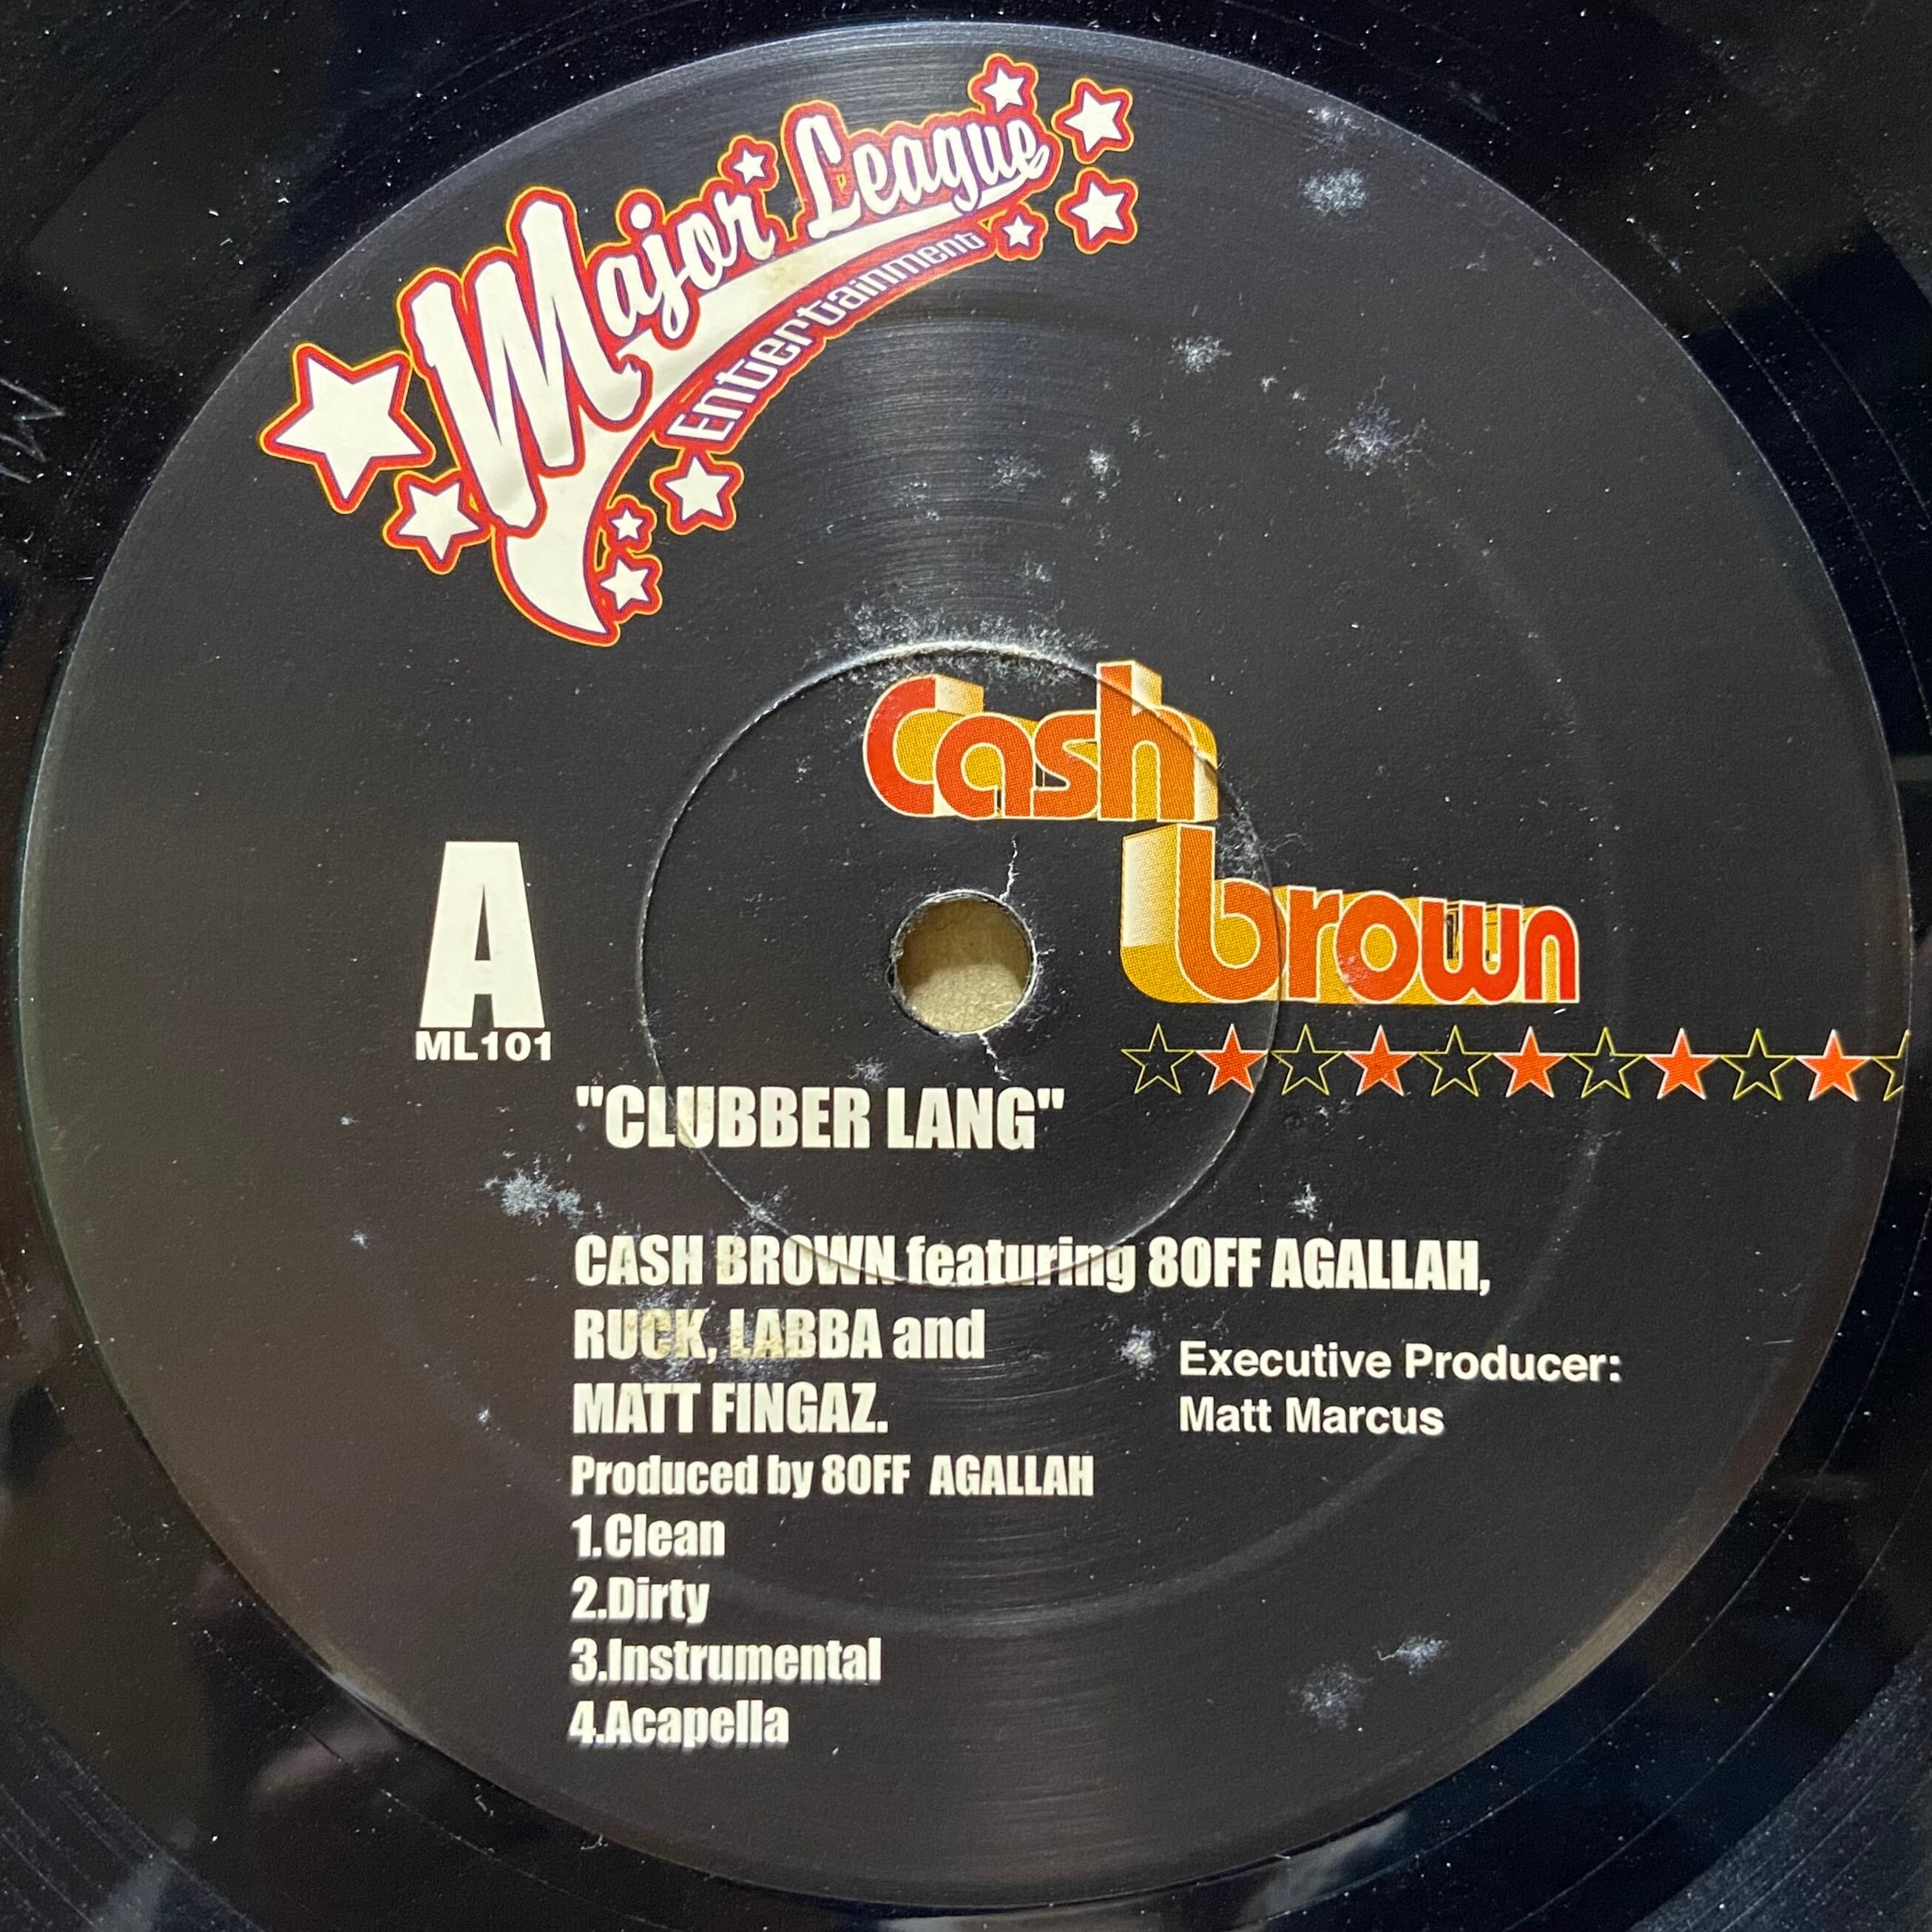 Major League
Entertainment
Cash
brown
A
ML101
"CLUBBER LANG"
CASH BROWN featuring 8OFF AGALLAH,
RUCK, LABBA and
MATT FINGAZ.
Executive Producer:
Matt Marcus
Produced by 8OFF AGALLAH
1.Clean
2.Dirty
3.Instrumental
4.Acapella